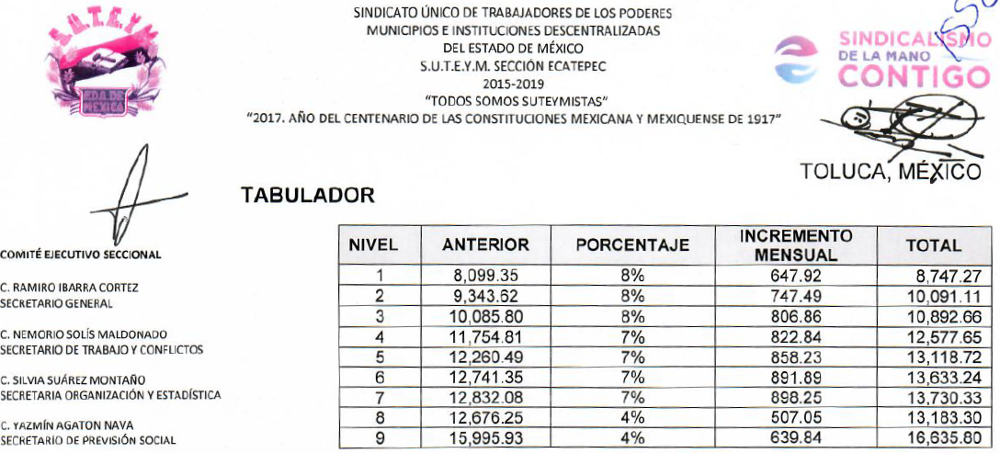 SINDICATO ÚNICO DE TRABAJADORES DE LOS PODERES
MUNICIPIOS E INSTITUCIONES DESCENTRALIZADAS
DEL ESTADO DE MÉXICO
S.U.T.E.Y.M. SECCIÓN ECATEPEC
2015-2019
"TODOS SOMOS SUTEYMISTAS"
"2017. AÑO DEL CENTENARIO DE LAS CONSTITUCIONES MEXICANA Y MEXIQUENSE DE 1917"
S.U.T.E.Y.M.
EDO. DE
MEXICO
SINDICALISMO
DE LA MANO
CONTIGO
TOLUCA, MÉXICO
TABULADOR
COMITÉ EJECUTIVO SECCIONAL
C. RAMIRO IBARRA CORTEZ
SECRETARIO GENERAL
C. NEMORIO SOLÍS MALDONADO
SECRETARIO DE TRABAJO Y CONFLICTOS
C. SILVIA SUÁREZ MONTAÑO
SECRETARIA ORGANIZACIÓN Y ESTADÍSTICA
C. YAZMÍN AGATON NAVA
SECRETARIO DE PREVISIÓN SOCIAL
NIVEL ANTERIOR PORCENTAJE INCREMENTO MENSUAL TOTAL
1 8,099.35 8% 647.92 8,747.27
2 9,343.62 8% 747.49 10,091.11
3 10,085.80 8% 806.86 10,892.66
4 11,754.81 7% 822.84 12,577.65
5 12,260.49 7% 858.23 13,118.72
6 12,741.35 7% 891.89 13,633.24
7 12,832.08 7% 898.25 13,730.33
8 12,676.25 4% 507.05 13,183.30
9 15,995.93 4% 639.84 16,635.80